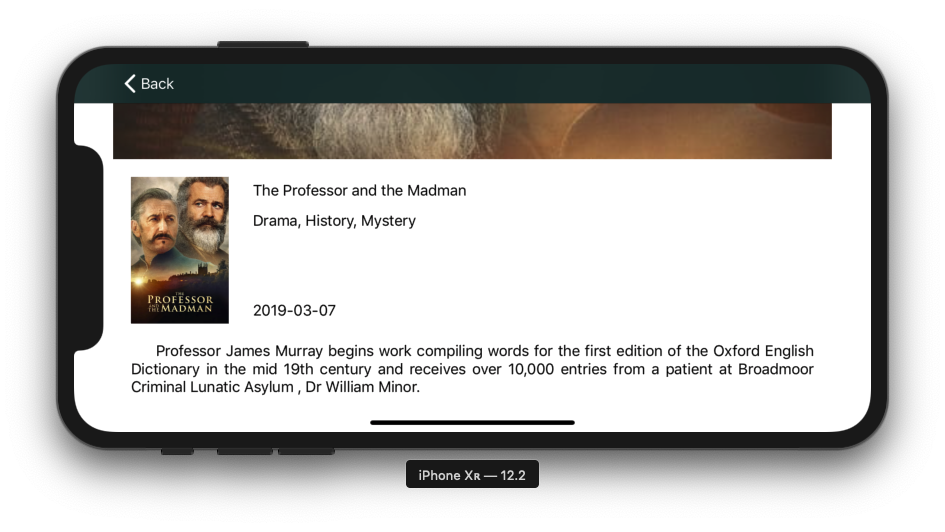 Back
The Professor and the Madman
Drama, History, Mystery
THE
PROFESSOR
AND THE MADMAN
2019-03-07
Professor James Murray begins work compiling words for the first edition of the Oxford English
Dictionary in the mid 19th century and receives over 10,000 entries from a patient at Broadmoor
Criminal Lunatic Asylum , Dr William Minor.
iPhone Xʀ — 12.2